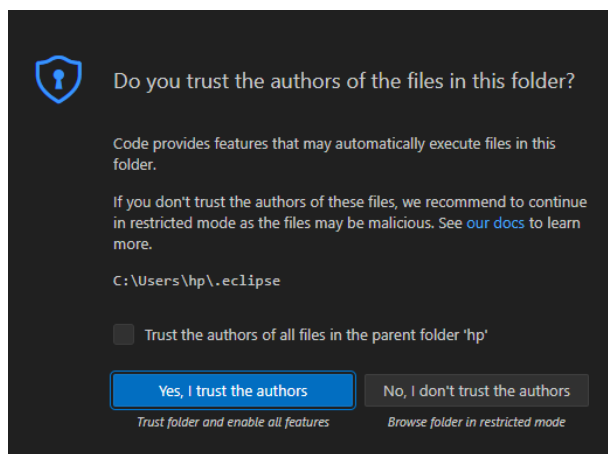 Do you trust the authors of the files in this folder?
Code provides features that may automatically execute files in this
folder.
If you don't trust the authors of these files, we recommend to continue
in restricted mode as the files may be malicious. See our docs to learn
more.
C:\Users\hp\.eclipse
Trust the authors of all files in the parent folder 'hp'
Yes, I trust the authors
No, I don't trust the authors
Trust folder and enable all features
Browse folder in restricted mode